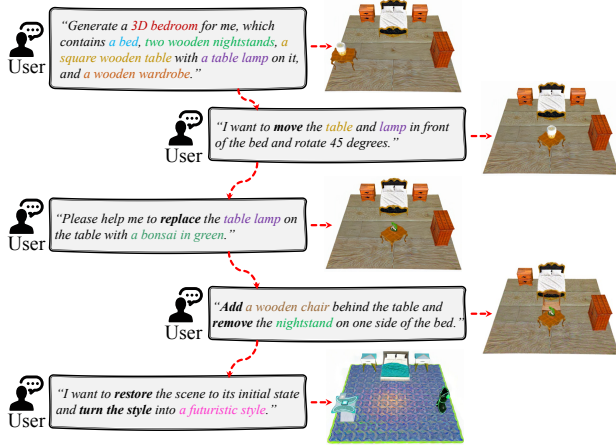 “Generate a 3D bedroom for me, which
contains a bed, two wooden nightstands, a
square wooden table with a table lamp on it,
and a wooden wardrobe.”
User
“I want to move the table and lamp in front
of the bed and rotate 45 degrees.”
User
“Please help me to replace the table lamp on
the table with a bonsai in green.”
User
“Add a wooden chair behind the table and
remove the nightstand on one side of the bed.”
User
“I want to restore the scene to its initial state
and turn the style into a futuristic style.”
User